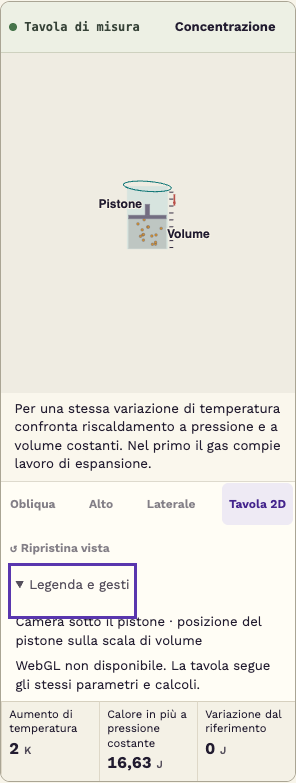 Tavola di misura
Concentrazione
Pistone
Volume
Per una stessa variazione di temperatura
confronta riscaldamento a pressione e a
volume costanti. Nel primo il gas compie
lavoro di espansione.
Obliqua
Alto
Laterale
Tavola 2D
↺ Ripristina vista
▼ Legenda e gesti
Camera sotto il pistone · posizione del
pistone sulla scala di volume
WebGL non disponibile. La tavola segue
gli stessi parametri e calcoli.
Aumento di
temperatura
2 K
Calore in più a
pressione
costante
16,63 J
Variazione dal
riferimento
0 J